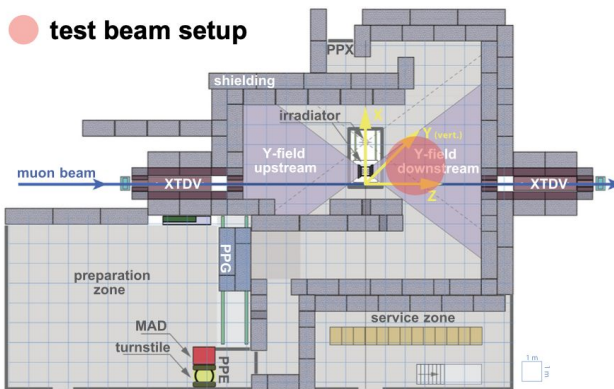 test beam setup
PPX
shielding
irradiator
X
Y (vert.)
Y-field
upstream
Y-field
downstream
muon beam
XTDV
Z
XTDV
PPG
preparation
zone
service zone
MAD
turnstile
PPE
1 m
1 m